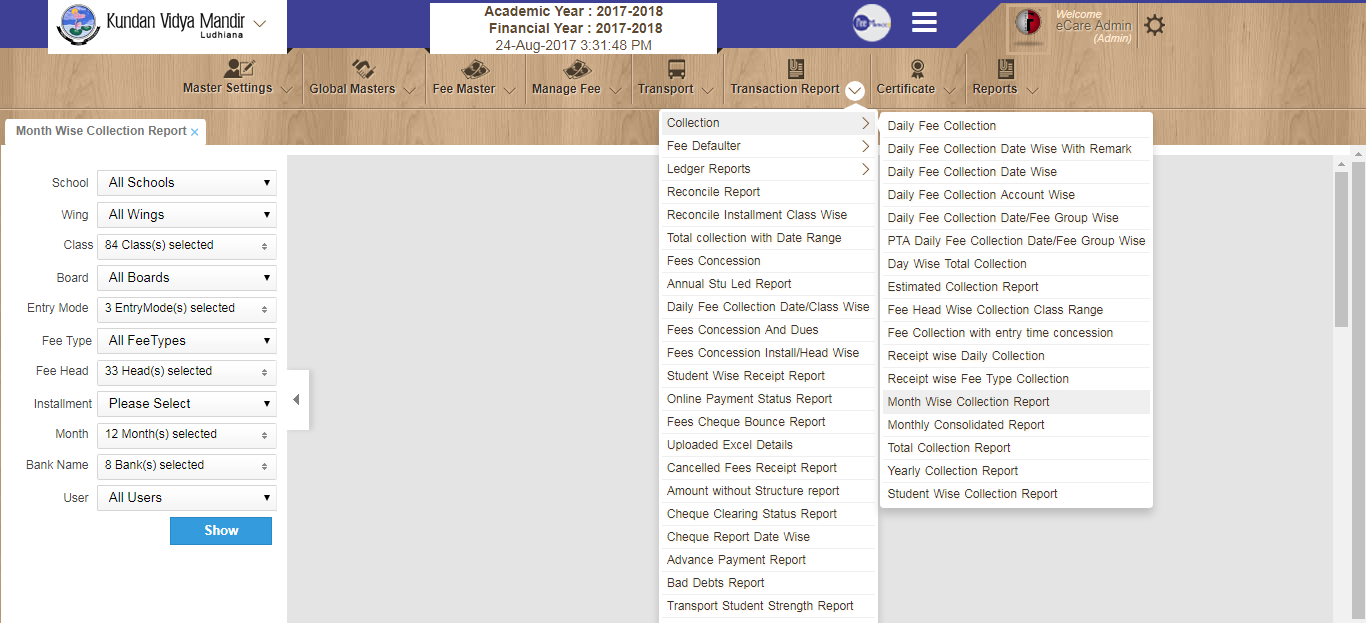 Kundan Vidya Mandir
Ludhiana
Academic Year : 2017-2018
Financial Year : 2017-2018
24-Aug-2017 3:31:48 PM
Welcome
eCare Admin
(Admin)
Master Settings
Global Masters
Fee Master
Manage Fee
Transport
Transaction Report
Certificate
Reports
Month Wise Collection Report ×
School All Schools
Wing All Wings
Class 84 Class(s) selected
Board All Boards
Entry Mode 3 EntryMode(s) selected
Fee Type All FeeTypes
Fee Head 33 Head(s) selected
Installment Please Select
Month 12 Month(s) selected
Bank Name 8 Bank(s) selected
User All Users
Show
Collection
Fee Defaulter
Ledger Reports
Reconcile Report
Reconcile Installment Class Wise
Total collection with Date Range
Fees Concession
Annual Stu Led Report
Daily Fee Collection Date/Class Wise
Fees Concession And Dues
Fees Concession Install/Head Wise
Student Wise Receipt Report
Online Payment Status Report
Fees Cheque Bounce Report
Uploaded Excel Details
Cancelled Fees Receipt Report
Amount without Structure report
Cheque Clearing Status Report
Cheque Report Date Wise
Advance Payment Report
Bad Debts Report
Transport Student Strength Report
Daily Fee Collection
Daily Fee Collection Date Wise With Remark
Daily Fee Collection Date Wise
Daily Fee Collection Account Wise
Daily Fee Collection Date/Fee Group Wise
PTA Daily Fee Collection Date/Fee Group Wise
Day Wise Total Collection
Estimated Collection Report
Fee Head Wise Collection Class Range
Fee Collection with entry time concession
Receipt wise Daily Collection
Receipt wise Fee Type Collection
Month Wise Collection Report
Monthly Consolidated Report
Total Collection Report
Yearly Collection Report
Student Wise Collection Report